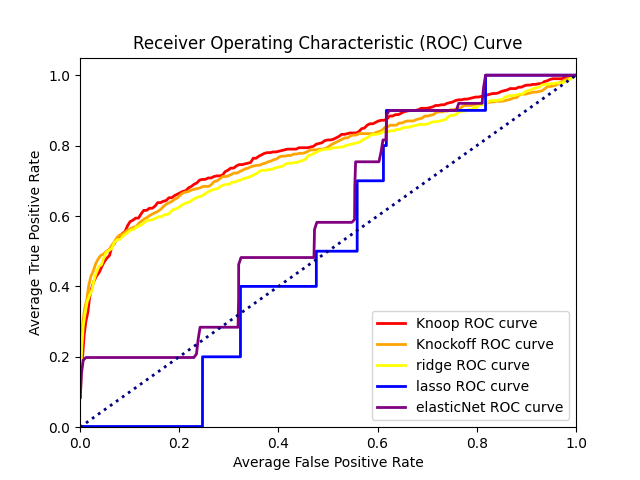 Receiver Operating Characteristic (ROC) Curve
1.0
0.8
0.6
0.4
0.2
0.0
Average True Positive Rate
Knoop ROC curve
Knockoff ROC curve
ridge ROC curve
lasso ROC curve
elasticNet ROC curve
0.0 0.2 0.4 0.6 0.8 1.0
Average False Positive Rate